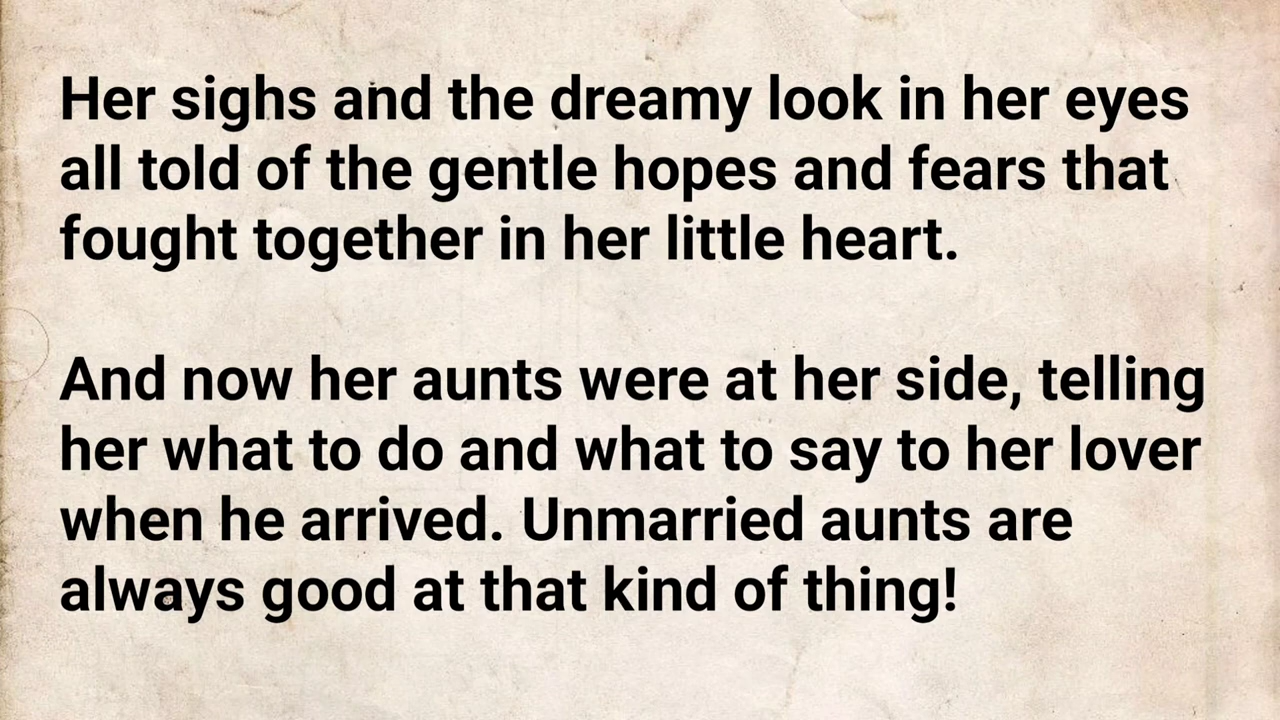 Her sighs and the dreamy look in her eyes
all told of the gentle hopes and fears that
fought together in her little heart.
And now her aunts were at her side, telling
her what to do and what to say to her lover
when he arrived. Unmarried aunts are
always good at that kind of thing!